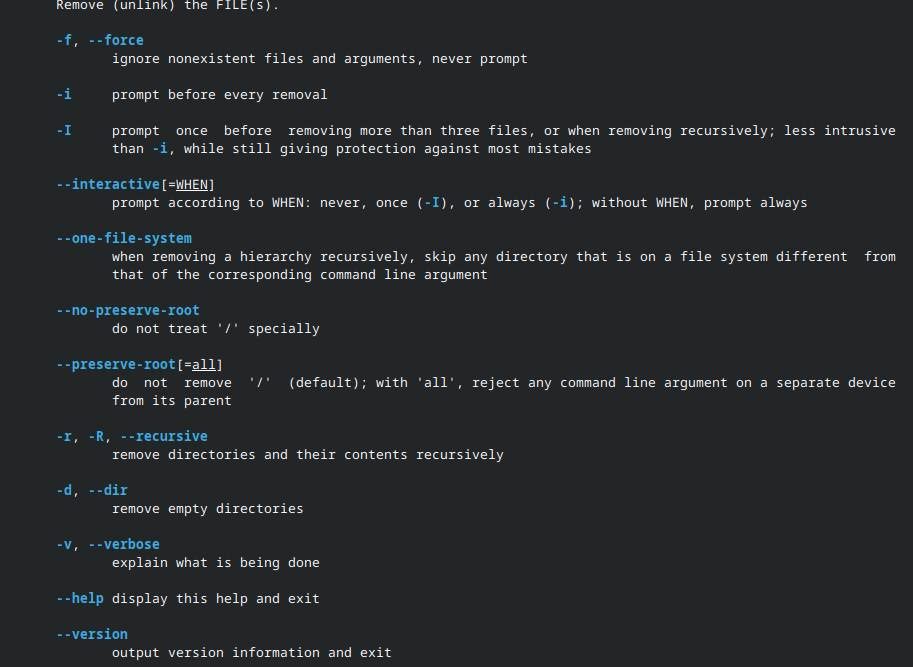 Remove (unlink) the FILE(s).
-f, --force
ignore nonexistent files and arguments, never prompt
-i prompt before every removal
-I prompt once before removing more than three files, or when removing recursively; less intrusive
than -i, while still giving protection against most mistakes
--interactive[=WHEN]
prompt according to WHEN: never, once (-I), or always (-i); without WHEN, prompt always
--one-file-system
when removing a hierarchy recursively, skip any directory that is on a file system different from
that of the corresponding command line argument
--no-preserve-root
do not treat '/' specially
--preserve-root[=all]
do not remove '/' (default); with 'all', reject any command line argument on a separate device
from its parent
-r, -R, --recursive
remove directories and their contents recursively
-d, --dir
remove empty directories
-v, --verbose
explain what is being done
--help display this help and exit
--version
output version information and exit